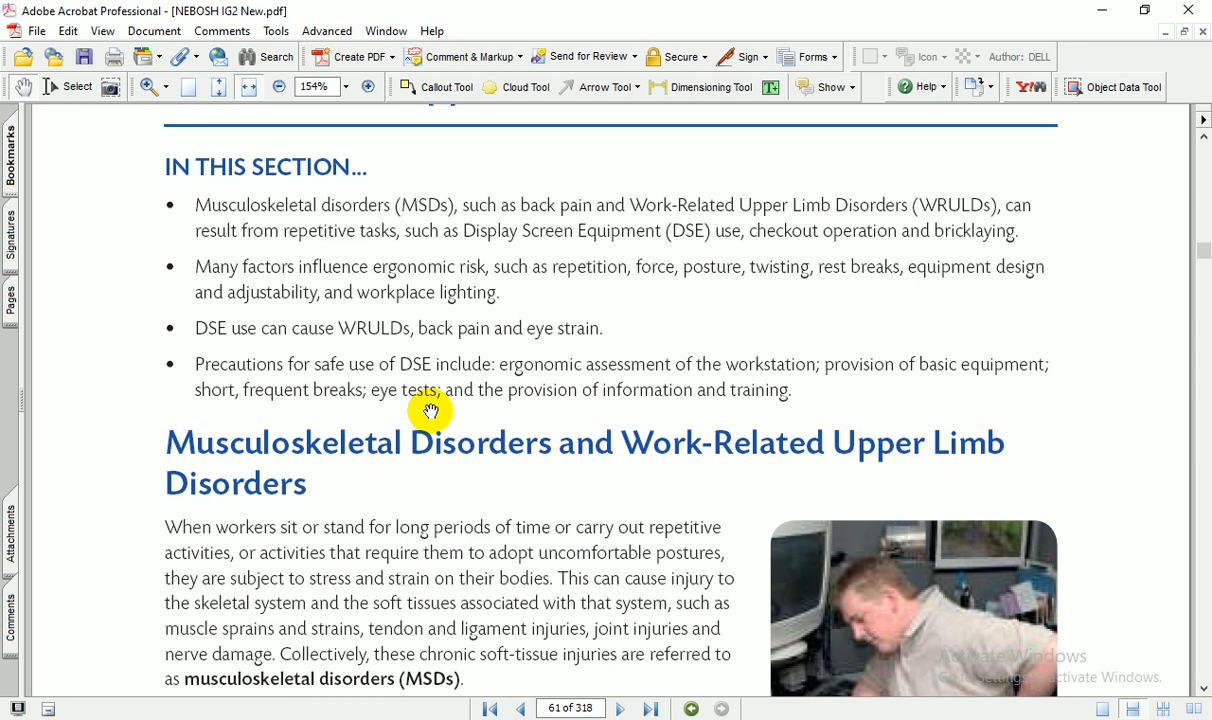 Adobe Acrobat Professional - [NEBOSH IG2 New.pdf]
File Edit View Document Comments Tools Advanced Window Help
Search Create PDF Comment & Markup Send for Review Secure Sign Forms Icon Author: DELL
Select 154% Callout Tool Cloud Tool Arrow Tool Dimensioning Tool T Show Help Y! Object Data Tool
Bookmarks
Signatures
Pages
Attachments
Comments
IN THIS SECTION...
• Musculoskeletal disorders (MSDs), such as back pain and Work-Related Upper Limb Disorders (WRULDs), can
result from repetitive tasks, such as Display Screen Equipment (DSE) use, checkout operation and bricklaying.
• Many factors influence ergonomic risk, such as repetition, force, posture, twisting, rest breaks, equipment design
and adjustability, and workplace lighting.
• DSE use can cause WRULDs, back pain and eye strain.
• Precautions for safe use of DSE include: ergonomic assessment of the workstation; provision of basic equipment;
short, frequent breaks; eye tests; and the provision of information and training.
Musculoskeletal Disorders and Work-Related Upper Limb
Disorders
When workers sit or stand for long periods of time or carry out repetitive
activities, or activities that require them to adopt uncomfortable postures,
they are subject to stress and strain on their bodies. This can cause injury to
the skeletal system and the soft tissues associated with that system, such as
muscle sprains and strains, tendon and ligament injuries, joint injuries and
nerve damage. Collectively, these chronic soft-tissue injuries are referred to
as musculoskeletal disorders (MSDs).
Windows
activate Windows.
61 of 318